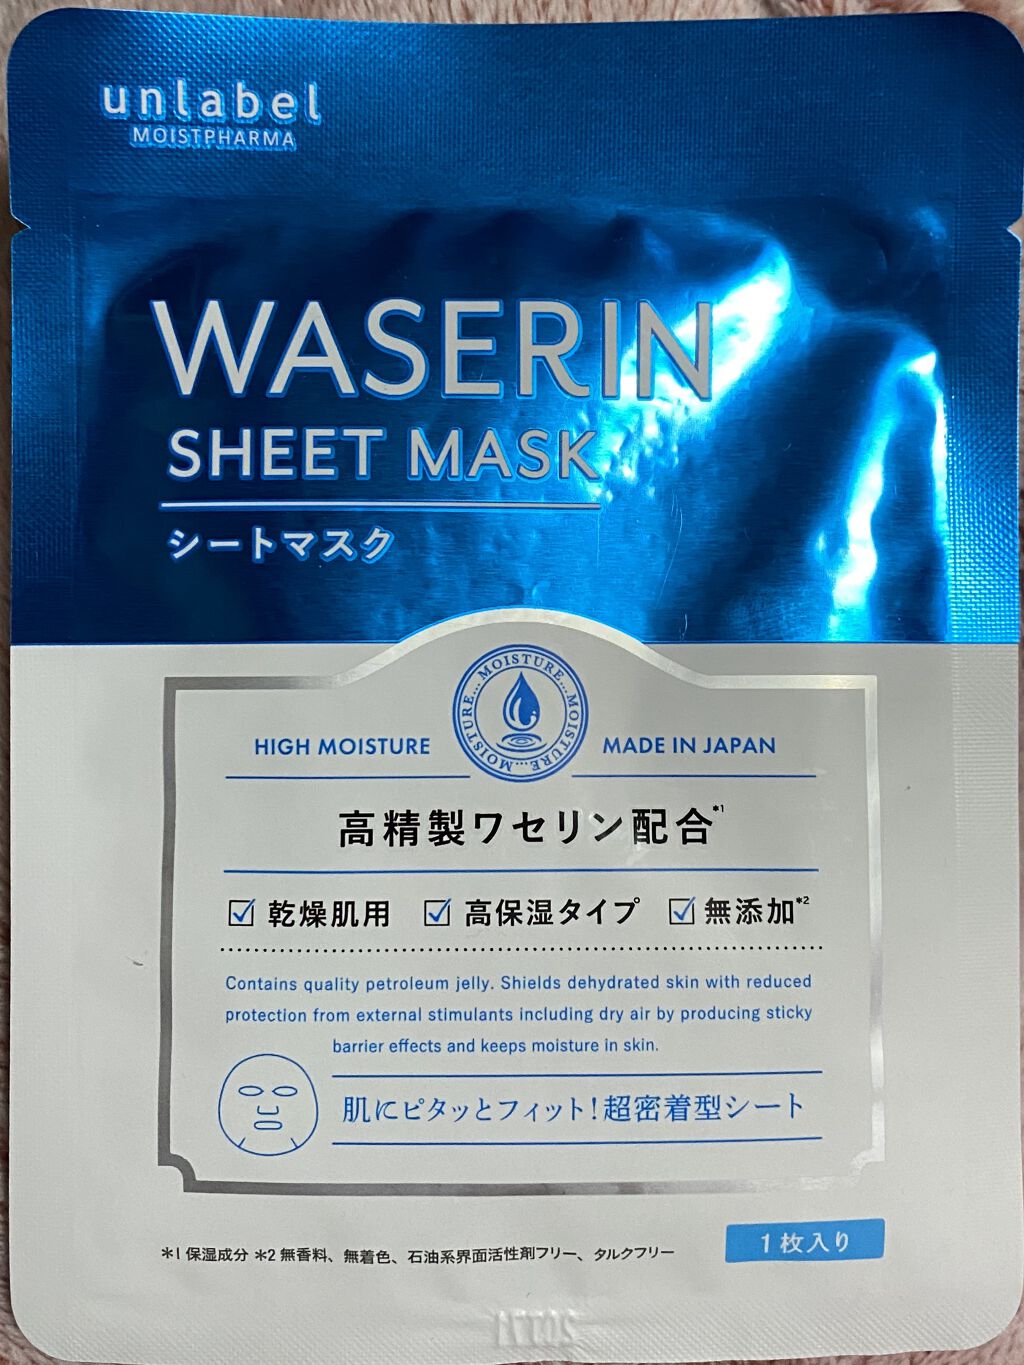 unlabel
MOISTPHARMA
WASERIN
SHEET MASK
シートマスク
MOISTURE...MOISTURE...MOISTURE...MOISTURE...
HIGH MOISTURE
MADE IN JAPAN
高精製ワセリン配合*1
乾燥肌用 高保湿タイプ 無添加*2
Contains quality petroleum jelly. Shields dehydrated skin with reduced
protection from external stimulants including dry air by producing sticky
barrier effects and keeps moisture in skin.
肌にピタッとフィット!超密着型シート
*1 保湿成分 *2 無香料、無着色、石油系界面活性剤フリー、タルクフリー
1枚入り